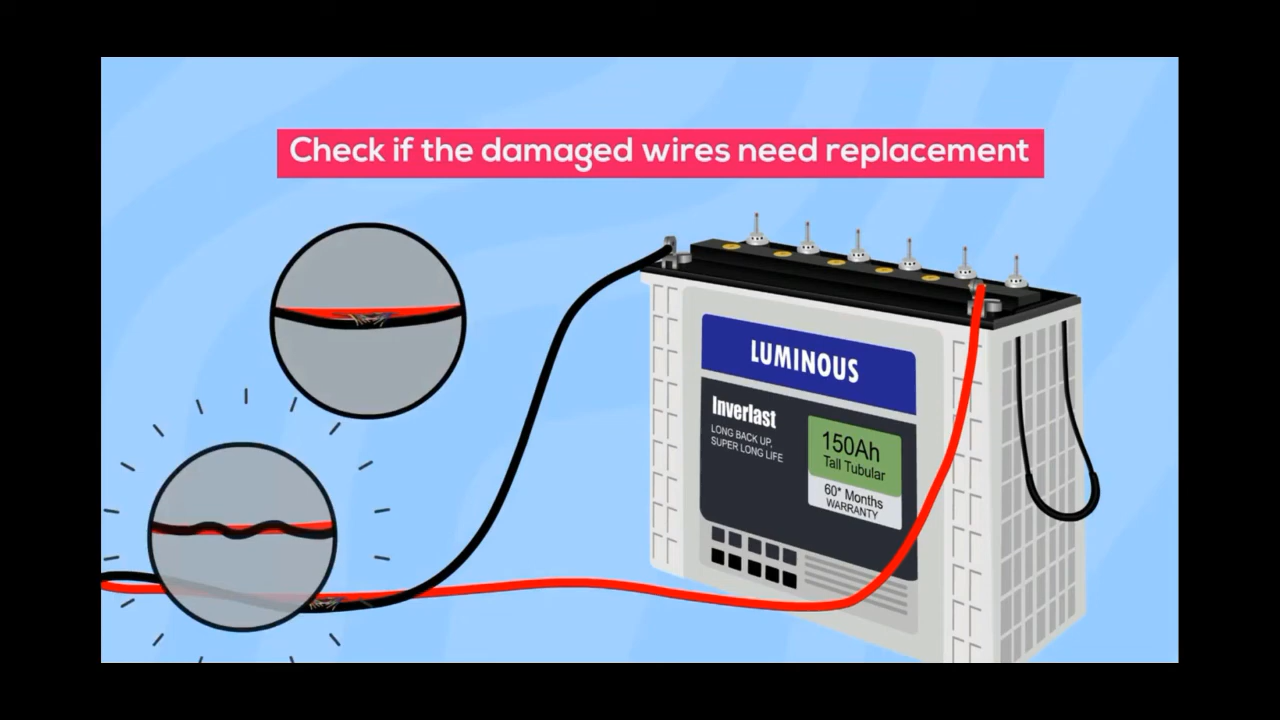 Check if the damaged wires need replacement
LUMINOUS
Inverlast
LONG BACK UP,
SUPER LONG LIFE
150Ah
Tall Tubular
60* Months
WARRANTY